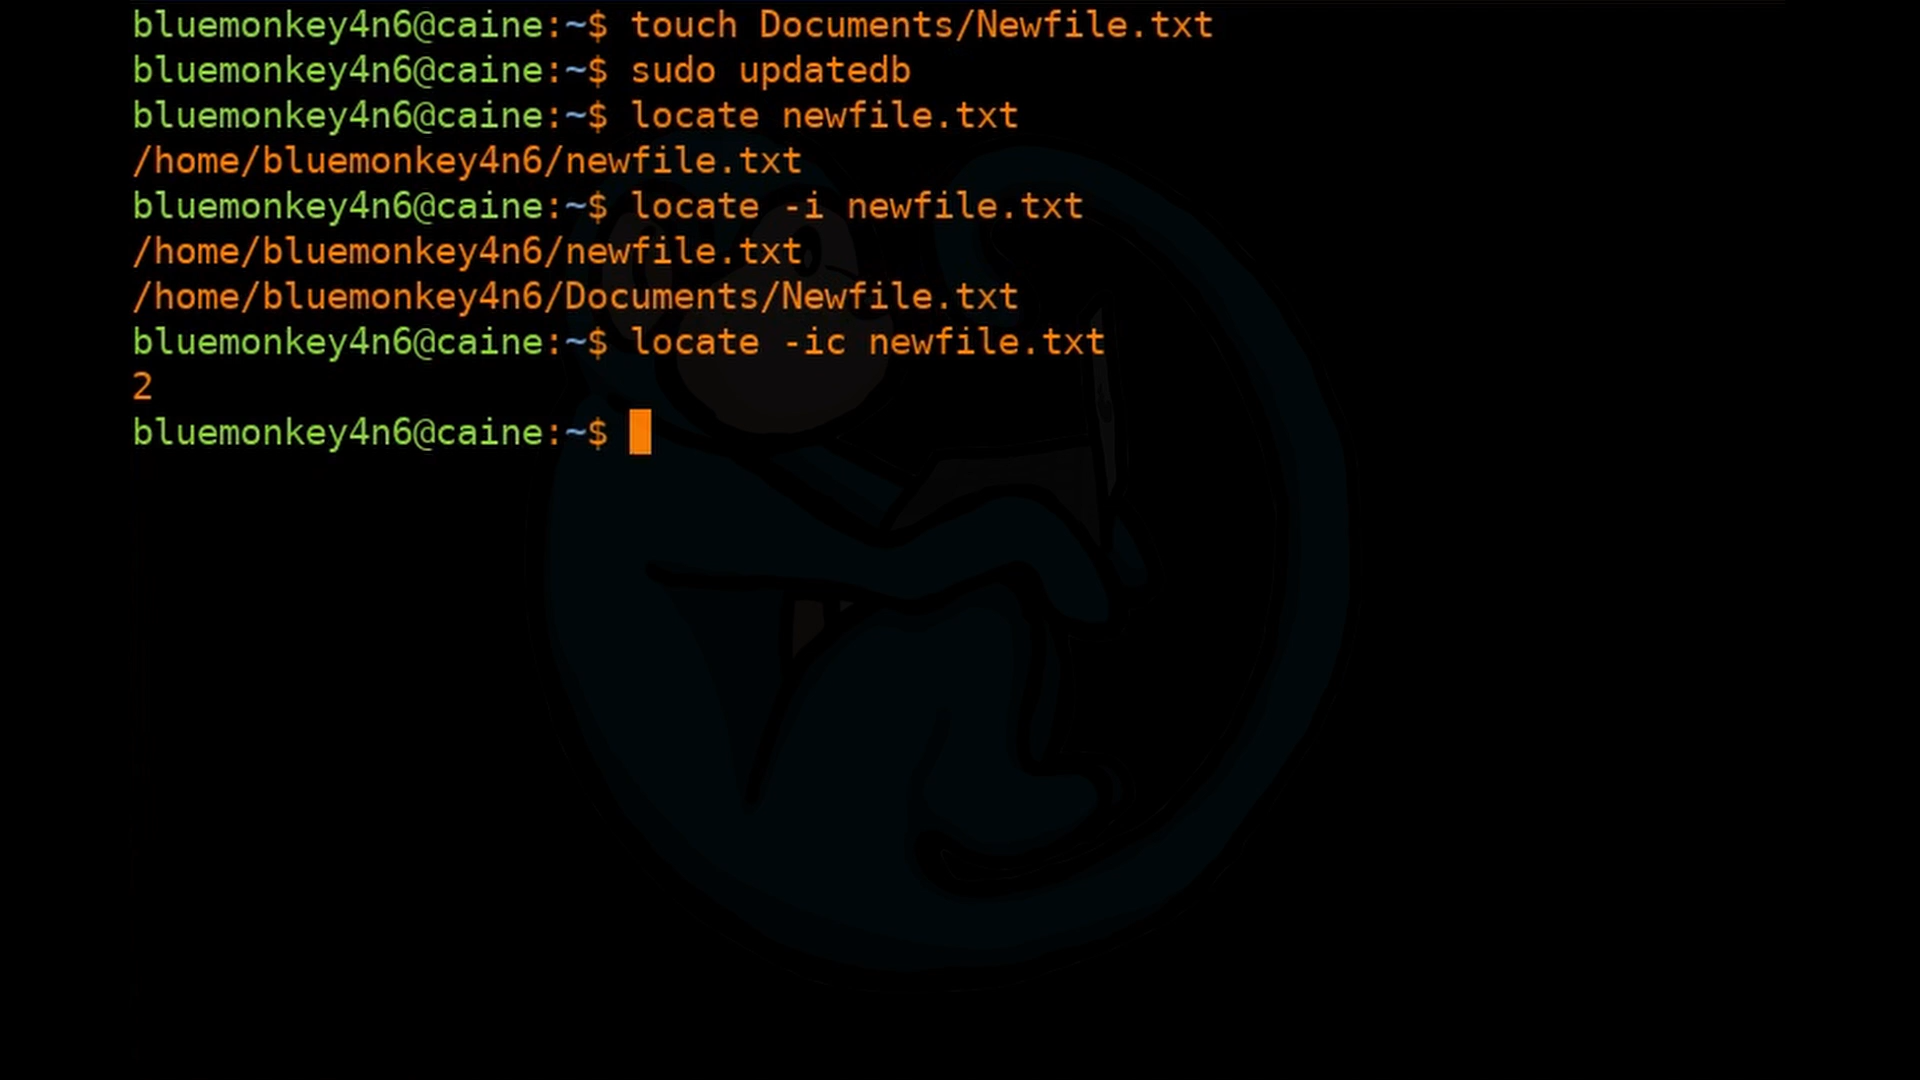 bluemonkey4n6@caine:~$ touch Documents/Newfile.txt
bluemonkey4n6@caine:~$ sudo updatedb
bluemonkey4n6@caine:~$ locate newfile.txt
/home/bluemonkey4n6/newfile.txt
bluemonkey4n6@caine:~$ locate -i newfile.txt
/home/bluemonkey4n6/newfile.txt
/home/bluemonkey4n6/Documents/Newfile.txt
bluemonkey4n6@caine:~$ locate -ic newfile.txt
2
bluemonkey4n6@caine:~$